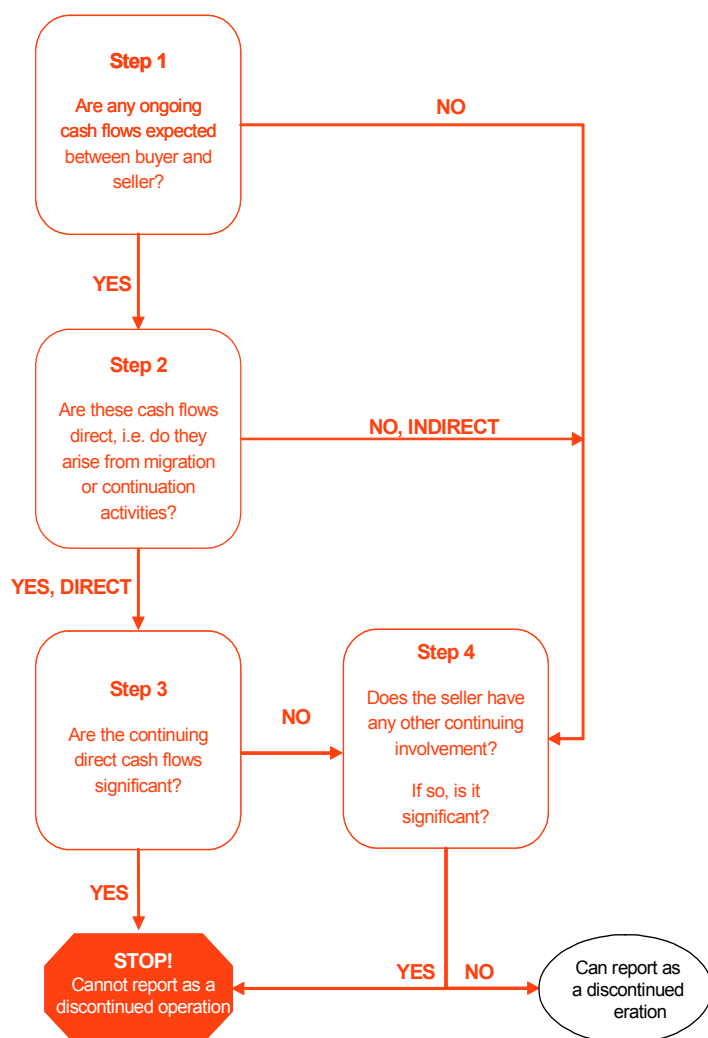 Step 1
Are any ongoing
cash flows expected
between buyer and
seller?
NO
YES
Step 2
Are these cash flows
direct, i.e. do they
arise from migration
or continuation
activities?
NO, INDIRECT
YES, DIRECT
Step 3
Are the continuing
direct cash flows
significant?
NO
Step 4
Does the seller have
any other continuing
involvement?
If so, is it
significant?
YES
STOP!
Cannot report as a
discontinued operation
YES
NO
Can report as
a discontinued
eration